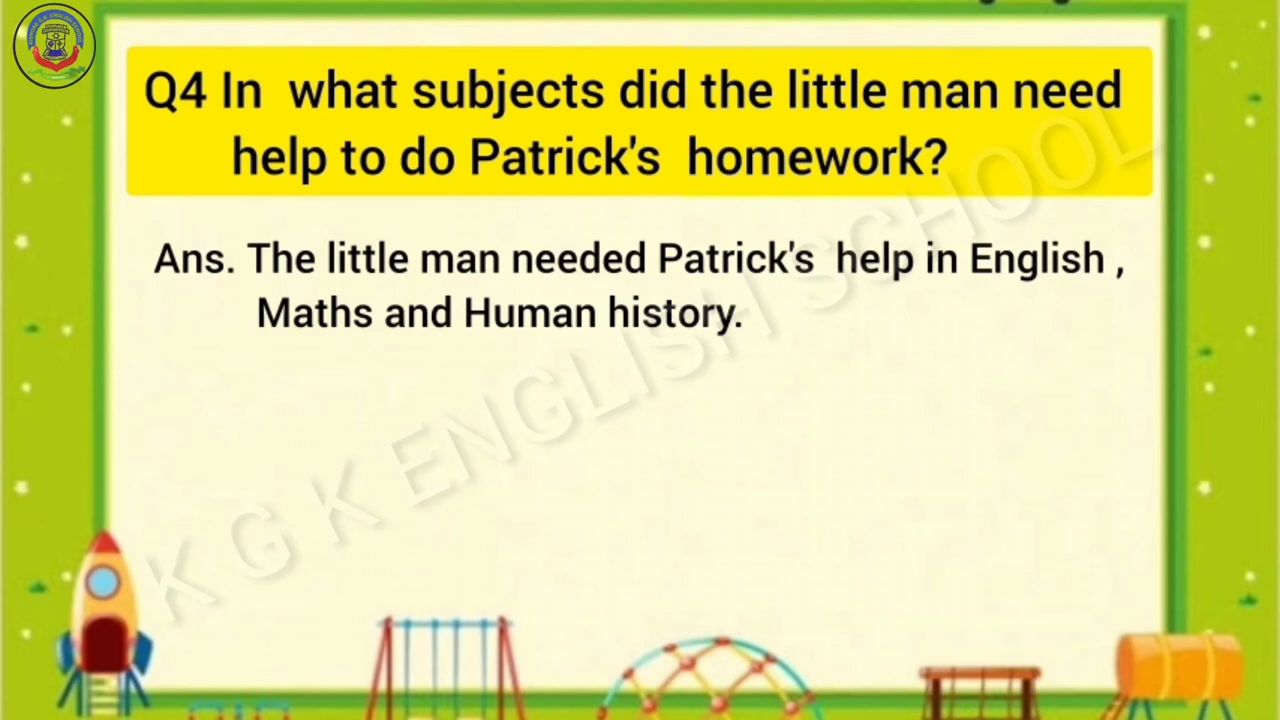 Q4 In what subjects did the little man need
help to do Patrick's homework?
Ans. The little man needed Patrick's help in English ,
Maths and Human history.
K G K ENGLISH SCHOOL